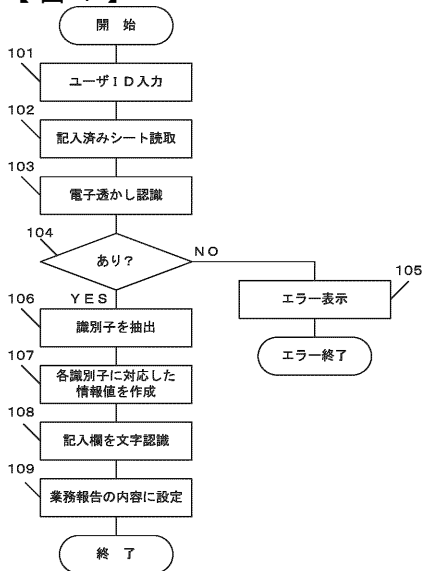 開 始
101
ユーザＩＤ入力
102
記入済みシート読取
103
電子透かし認識
104
あり？
ＮＯ
105
エラー表示
エラー終了
ＹＥＳ
106
識別子を抽出
107
各識別子に対応した
情報値を作成
108
記入欄を文字認識
109
業務報告の内容に設定
終 了